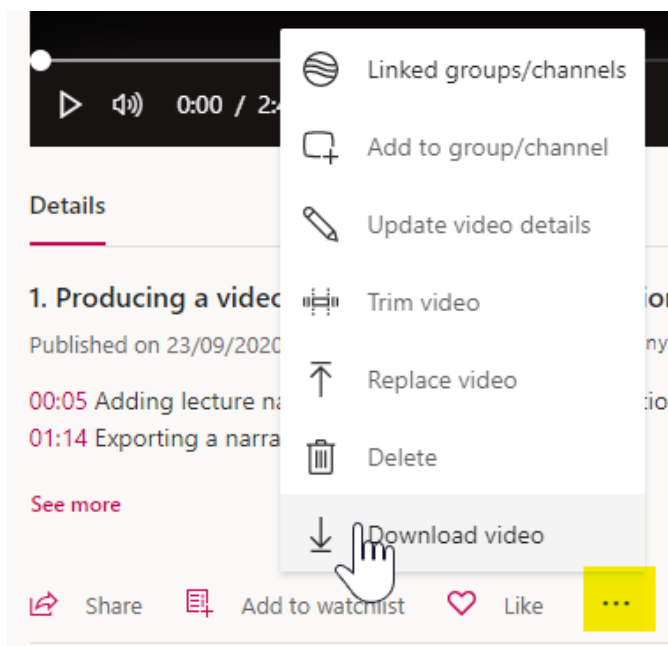 Linked groups/channels
0:00 / 2:
Add to group/channel
Details
Update video details
1. Producing a video
Trim video
Published on 23/09/2020
Replace video
00:05 Adding lecture
01:14 Exporting a narra
Delete
See more
Download video
Share Add to watchlist Like ...